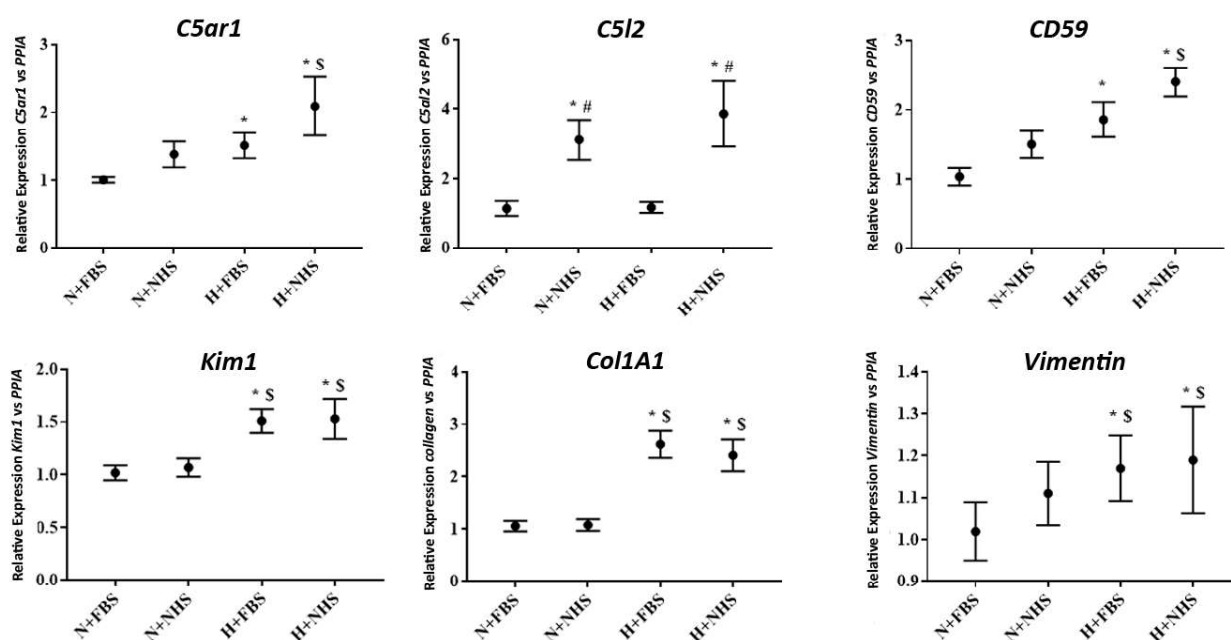 C5ar1
Relative Expression C5ar1 vs PPIA
3
* $
2
*
1
0
N+FBS
N+NHS
H+FBS
H+NHS
C5l2
Relative Expression C5al2 vs PPIA
6
* #
4
* #
2
0
N+FBS
N+NHS
H+FBS
H+NHS
CD59
Relative Expression CD59 vs PPIA
3
* $
*
2
1
0
N+FBS
N+NHS
H+FBS
H+NHS
Kim1
Relative Expression Kim1 vs PPIA
2.0
* $
* $
1.5
1.0
0.5
0.0
N+FBS
N+NHS
H+FBS
H+NHS
Col1A1
Relative Expression collagen vs PPIA
4
* $
* $
3
2
1
0
N+FBS
N+NHS
H+FBS
H+NHS
Vimentin
Relative Expression Vimentin vs PPIA
1.4
* $
* $
1.3
1.2
1.1
1.0
0.9
N+FBS
N+NHS
H+FBS
H+NHS